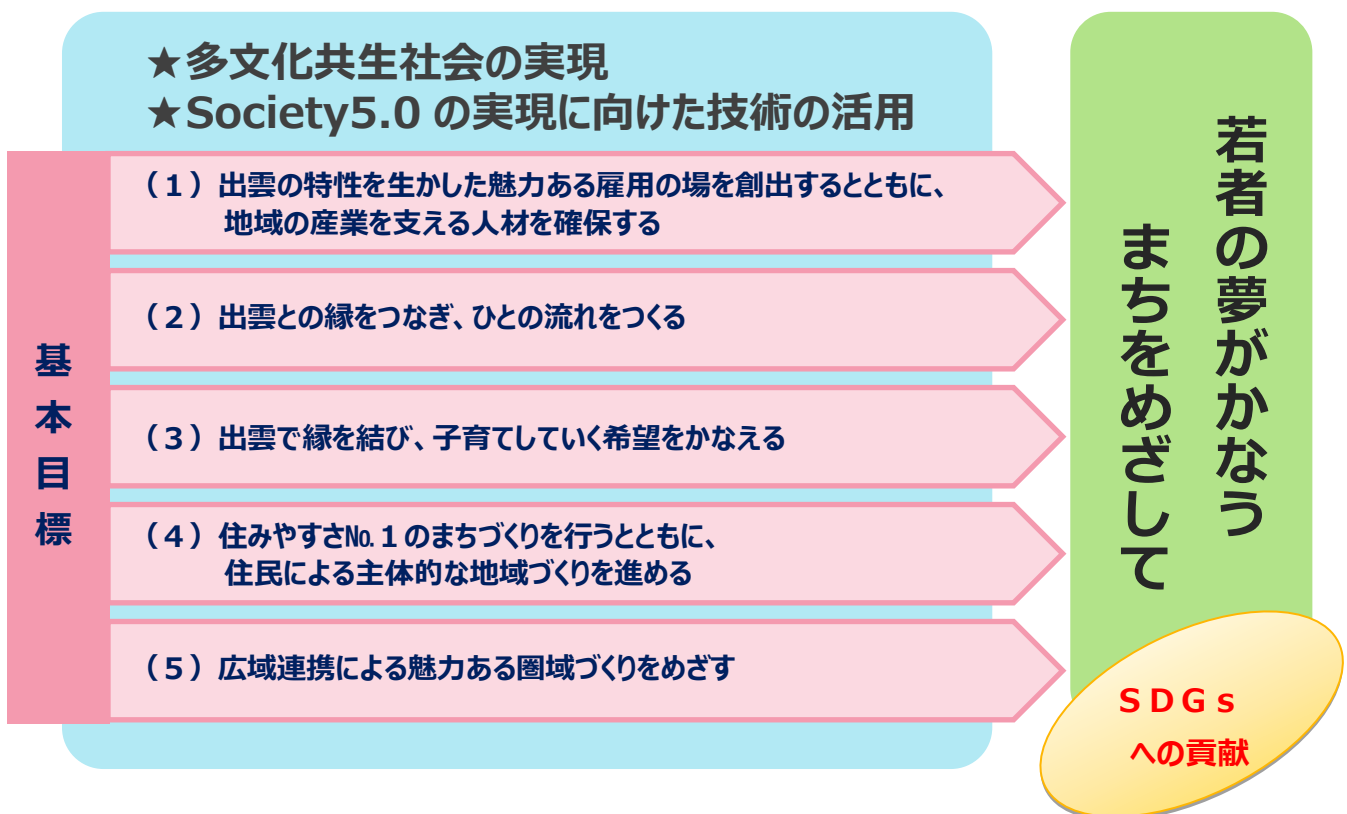 ★多文化共生社会の実現
★Society5.0 の実現に向けた技術の活用
基本目標
（１）出雲の特性を生かした魅力ある雇用の場を創出するとともに、
地域の産業を支える人材を確保する
（２）出雲との縁をつなぎ、ひとの流れをつくる
（３）出雲で縁を結び、子育てしていく希望をかなえる
（４）住みやすさ№１のまちづくりを行うとともに、
住民による主体的な地域づくりを進める
（５）広域連携による魅力ある圏域づくりをめざす
若者の夢がかなう
まちをめざして
ＳＤＧｓ
への貢献